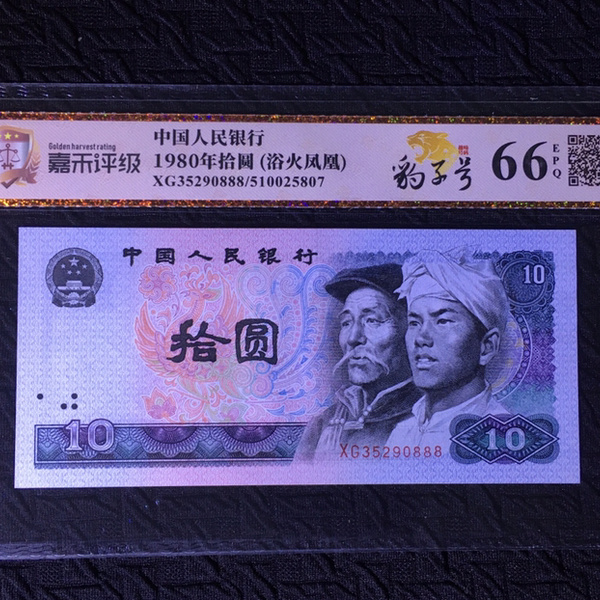 Golden harvest rating
嘉禾评级
中国人民银行
1980年拾圆 (浴火凤凰)
XG35290888/510025807
豹子号
66 EPQ
中国人民银行
10
拾圆
10
XG35290888
10